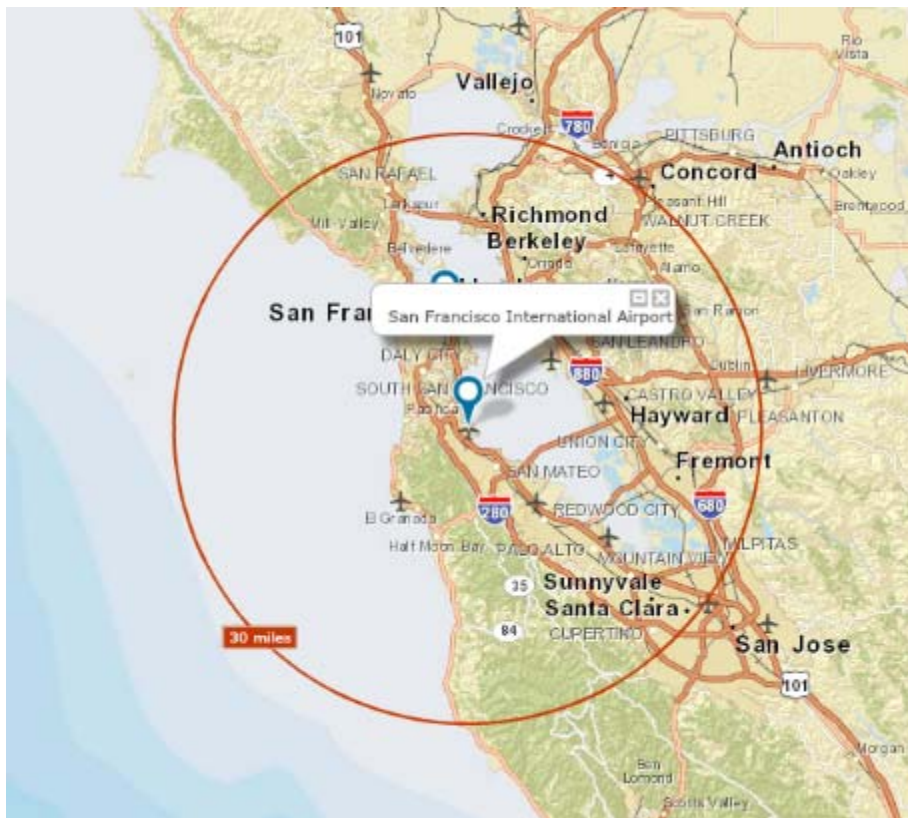 101
Rio
Vista
Vallejo
Novato
Crockett
780
Benicia
PITTSBURG
Antioch
Concord
Oakley
SAN RAFAEL
Pleasant Hill
Brentwood
Larkspur
Richmond
WALNUT CREEK
Mill Valley
Berkeley
Belvedere
Lafayette
Orinda
Alamo
San Fran
San Francisco International Airport
San Ramon
SAN LEANDRO
DALY CITY
880
Dublin
LIVERMORE
SOUTH SAN FRANCISCO
CASTRO VALLEY
Pacifica
Hayward
PLEASANTON
UNION CITY
Fremont
SAN MATEO
280
REDWOOD CITY
680
El Granada
Half Moon Bay
PALO ALTO
MOUNTAIN VIEW
MILPITAS
35
Sunnyvale
Santa Clara
84
CUPERTINO
30 miles
San Jose
101
Morgan
Ben
Lomond
Scotts Valley